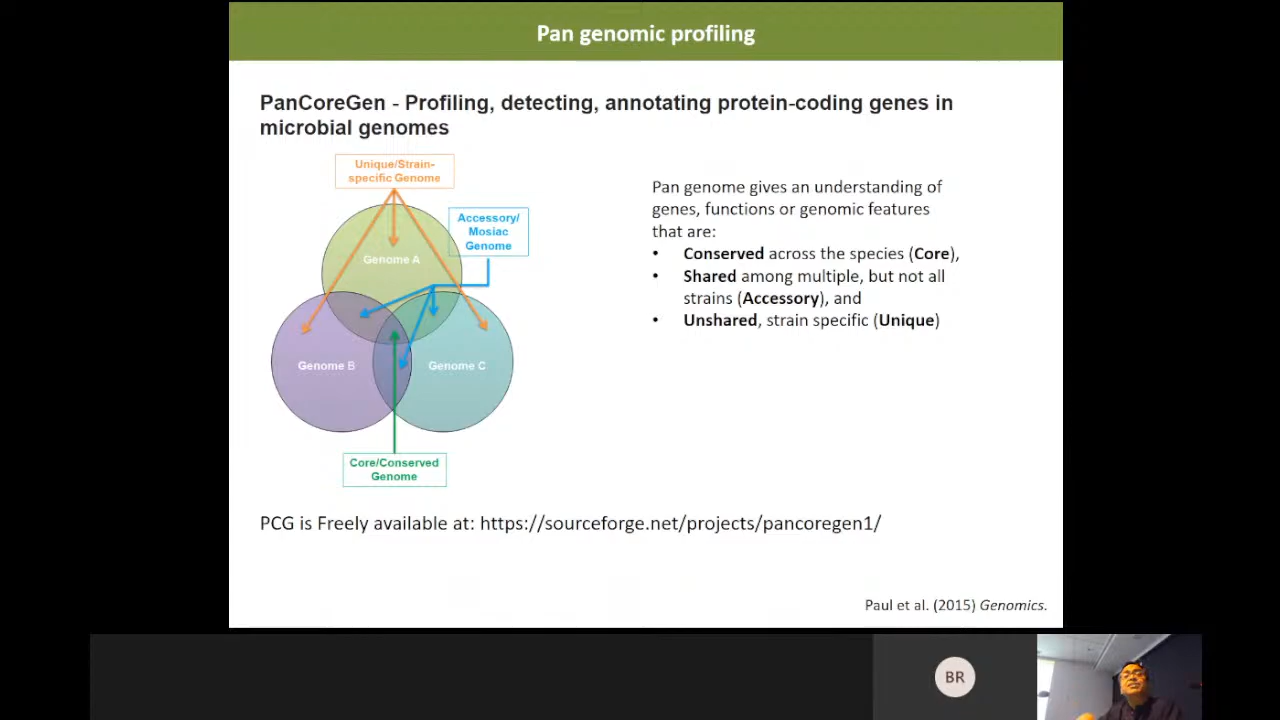 Pan genomic profiling
PanCoreGen - Profiling, detecting, annotating protein-coding genes in
microbial genomes
Unique/Strain-
specific Genome
Accessory/
Mosiac
Genome
Genome A
Genome B
Genome C
Core/Conserved
Genome
Pan genome gives an understanding of
genes, functions or genomic features
that are:
• Conserved across the species (Core),
• Shared among multiple, but not all
strains (Accessory), and
• Unshared, strain specific (Unique)
PCG is Freely available at: https://sourceforge.net/projects/pancoregen1/
Paul et al. (2015) Genomics.
BR